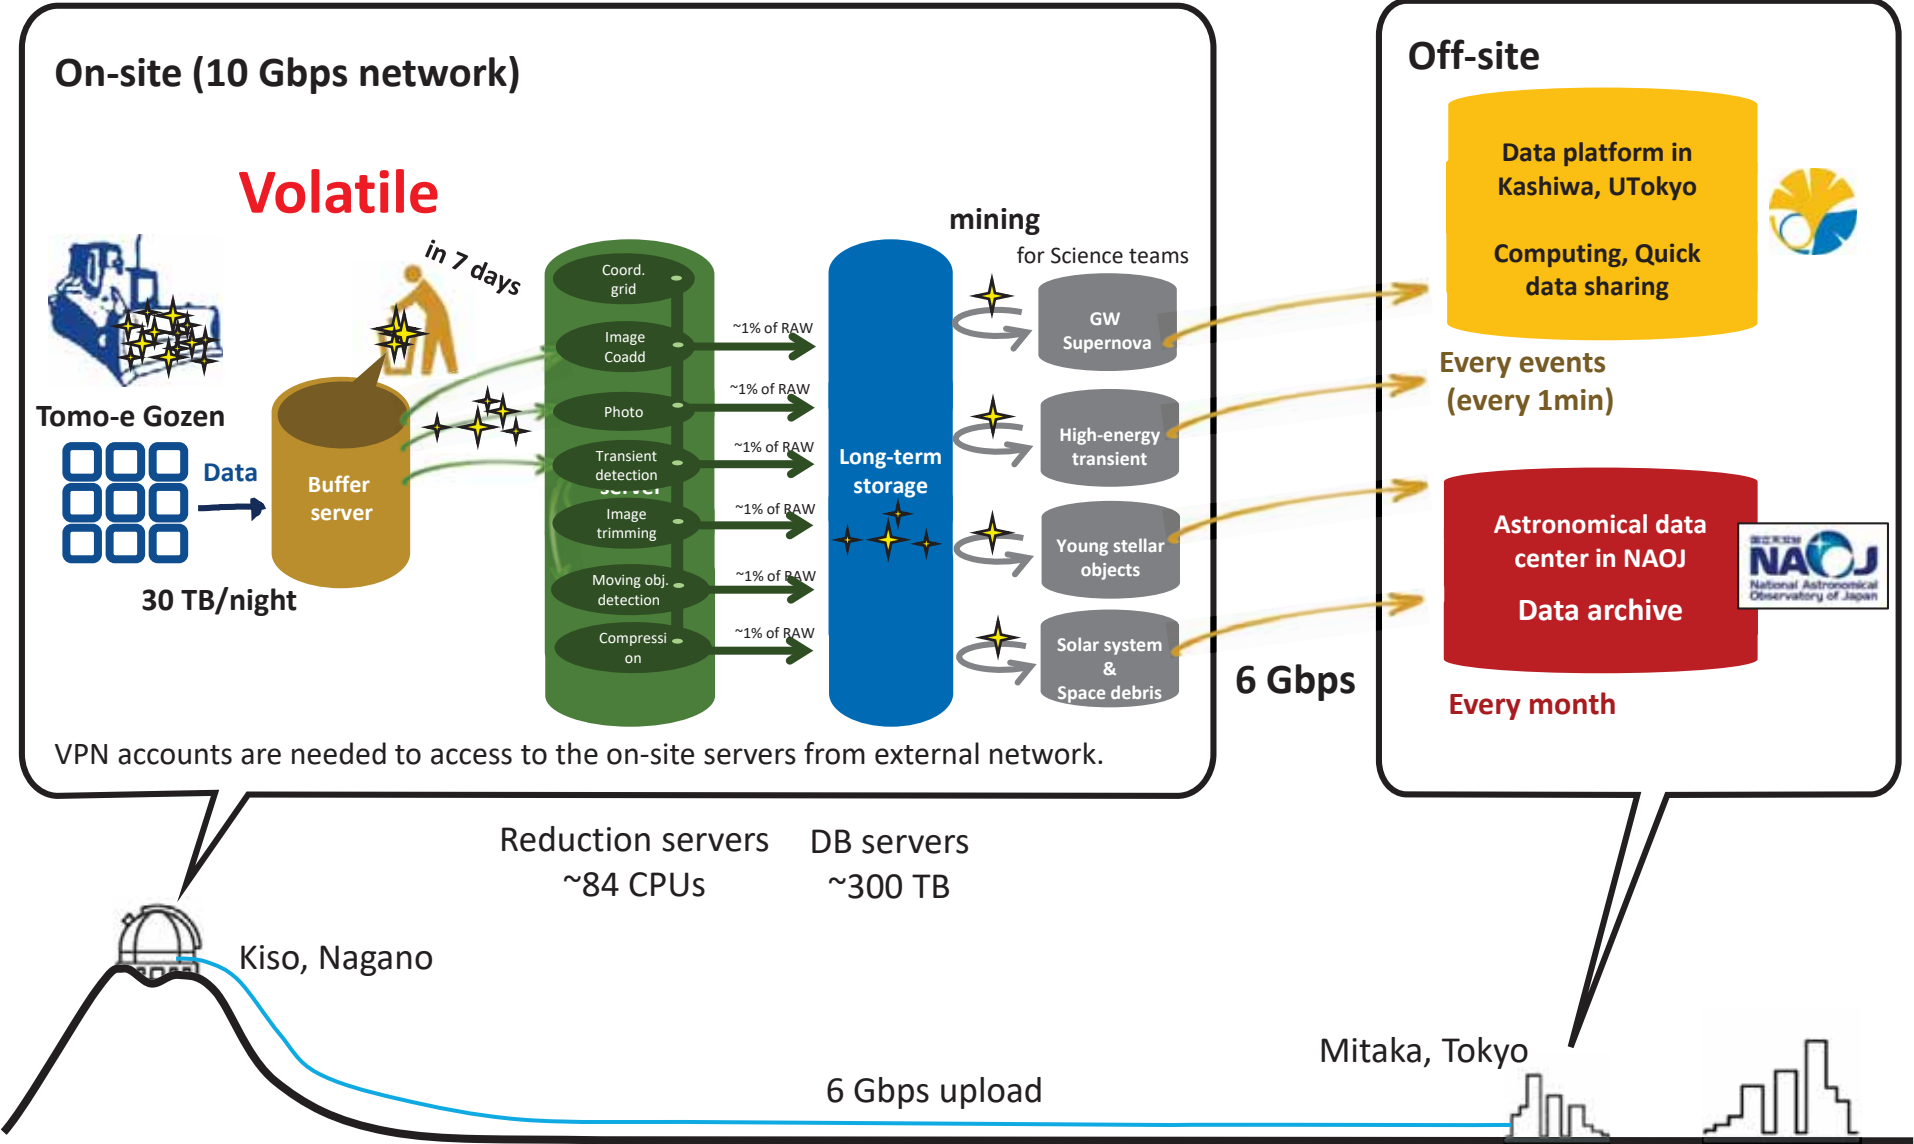 On-site (10 Gbps network)
Volatile
in 7 days
Tomo-e Gozen
Data
30 TB/night
Buffer
server
Coord.
grid
Image
Coadd
Photo
Transient
detection
server
Image
trimming
Moving obj.
detection
Compressi
on
~1% of RAW
~1% of RAW
~1% of RAW
~1% of RAW
~1% of RAW
~1% of RAW
Long-term
storage
mining
for Science teams
GW
Supernova
High-energy
transient
Young stellar
objects
Solar system
&
Space debris
VPN accounts are needed to access to the on-site servers from external network.
6 Gbps
Off-site
Data platform in
Kashiwa, UTokyo
Computing, Quick
data sharing
Every events
(every 1min)
Astronomical data
center in NAOJ
Data archive
国立天文台
NAOJ
National Astronomical
Observatory of Japan
Every month
Reduction servers
~84 CPUs
DB servers
~300 TB
Kiso, Nagano
6 Gbps upload
Mitaka, Tokyo